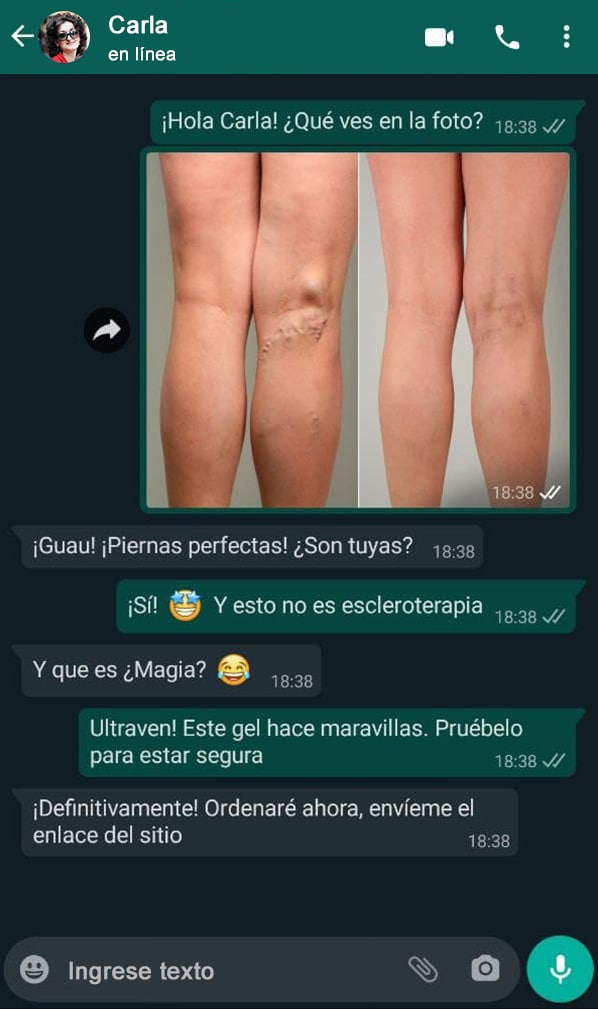 Carla
en línea
¡Hola Carla! ¿Qué ves en la foto? 18:38
18:38
¡Guau! ¡Piernas perfectas! ¿Son tuyas? 18:38
¡Sí! 🤩 Y esto no es escleroterapia 18:38
Y que es ¿Magia? 😂 18:38
Ultraven! Este gel hace maravillas. Pruébelo
para estar segura 18:38
¡Definitivamente! Ordenaré ahora, envíeme el
enlace del sitio 18:38
Ingrese texto